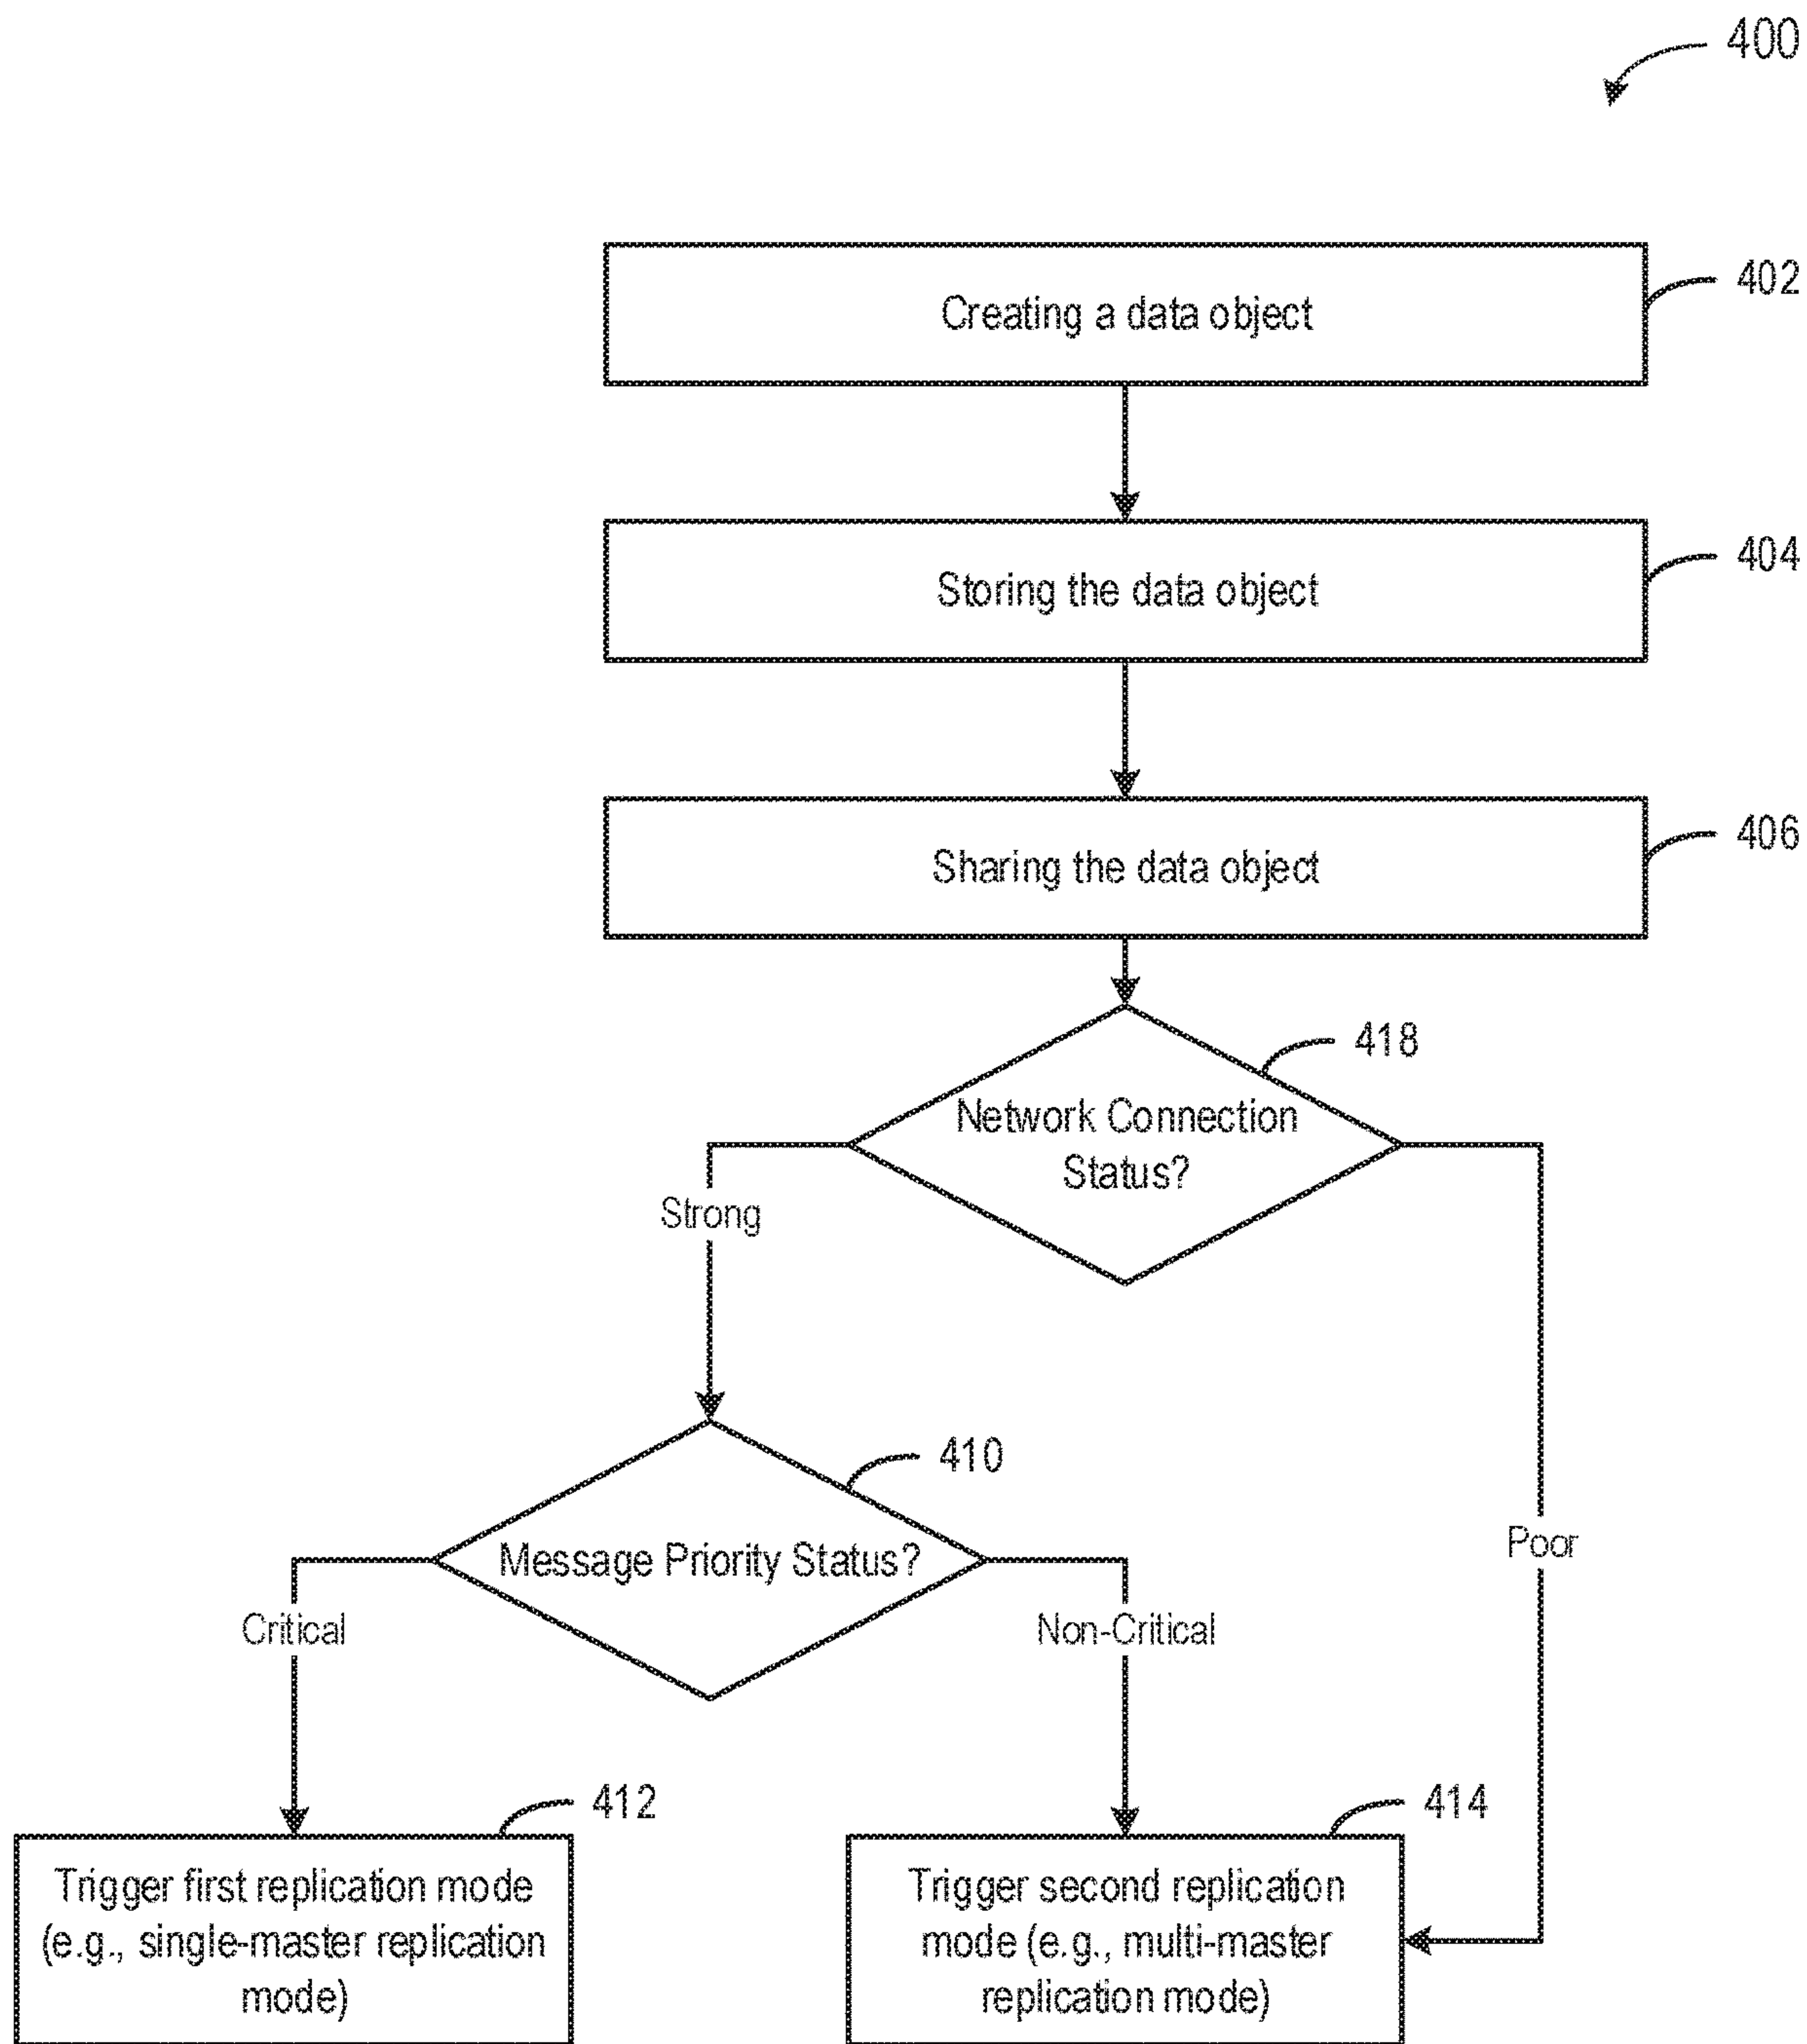 400
Creating a data object
402
Storing the data object
404
Sharing the data object
406
418
Network Connection
Status?
Strong
410
Message Priority Status?
Poor
Critical
Non-Critical
412
414
Trigger first replication mode
(e.g., single-master replication
mode)
Trigger second replication
mode (e.g., multi-master
replication mode)